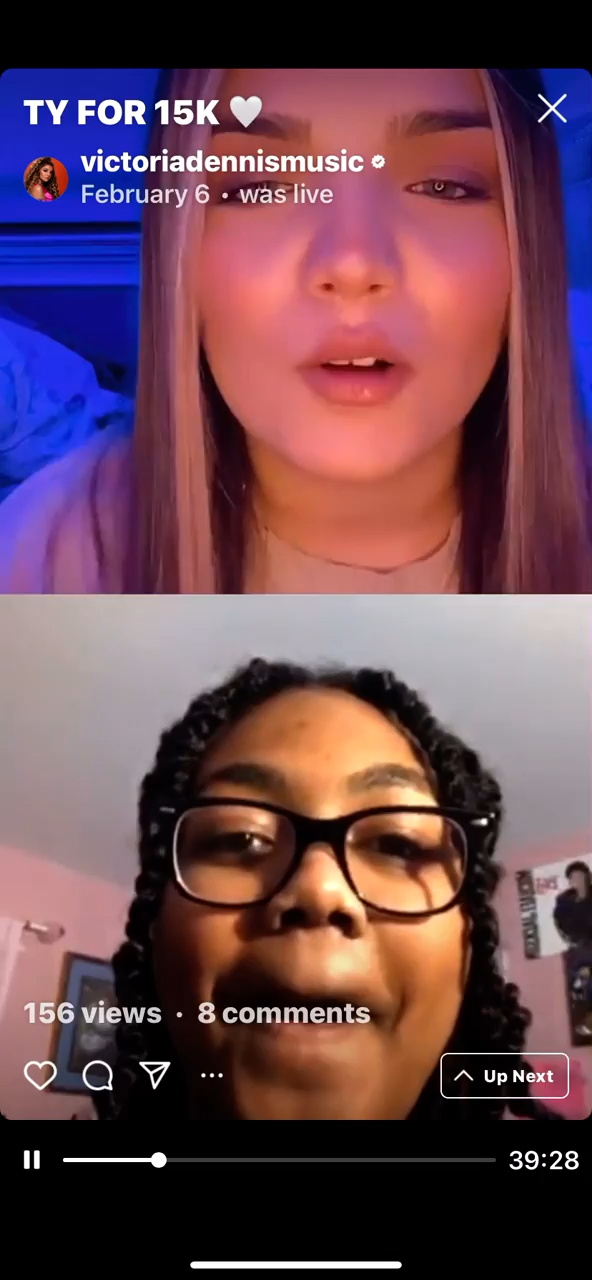 TY FOR 15K 🤍
victoriadennismusic
February 6 • was live
156 views • 8 comments
Up Next
39:28